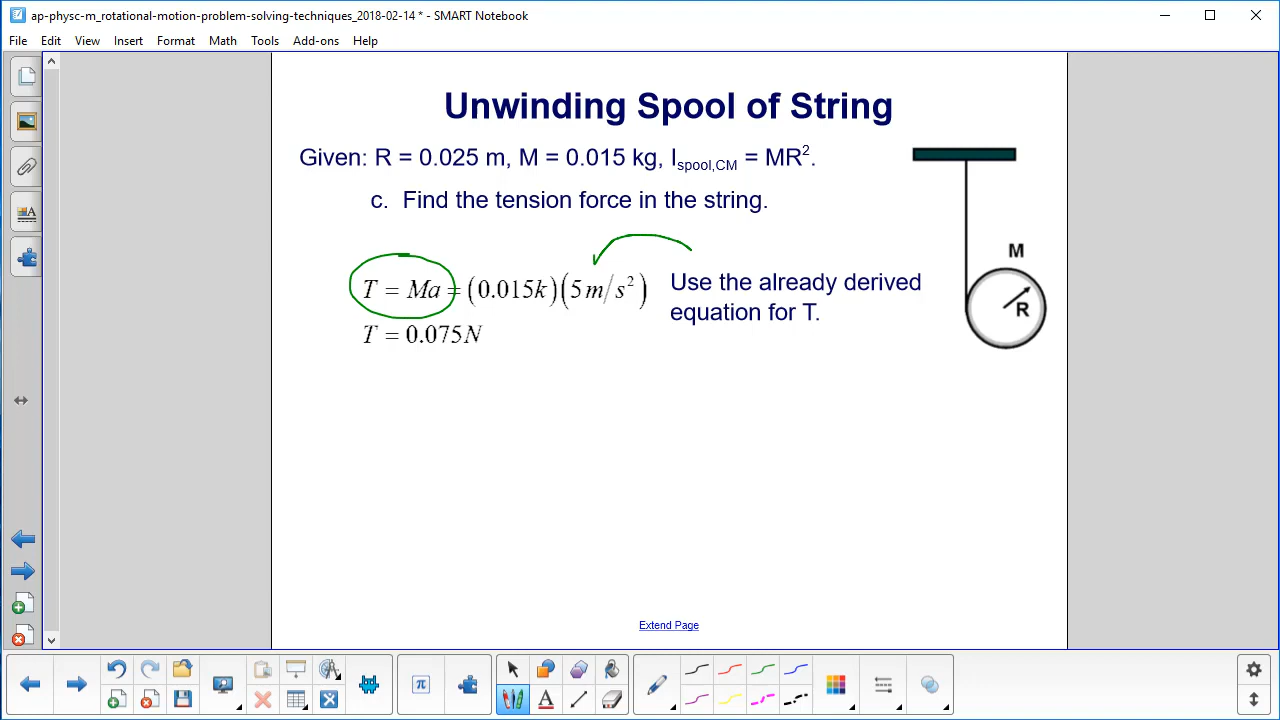 ap-physc-m_rotational-motion-problem-solving-techniques_2018-02-14 * - SMART Notebook
File Edit View Insert Format Math Tools Add-ons Help
Unwinding Spool of String
Given: R = 0.025 m, M = 0.015 kg, I_spool,CM = MR².
c. Find the tension force in the string.
T = Ma = (0.015k)(5 m/s²)
T = 0.075N
Use the already derived
equation for T.
M
R
Extend Page
π
A